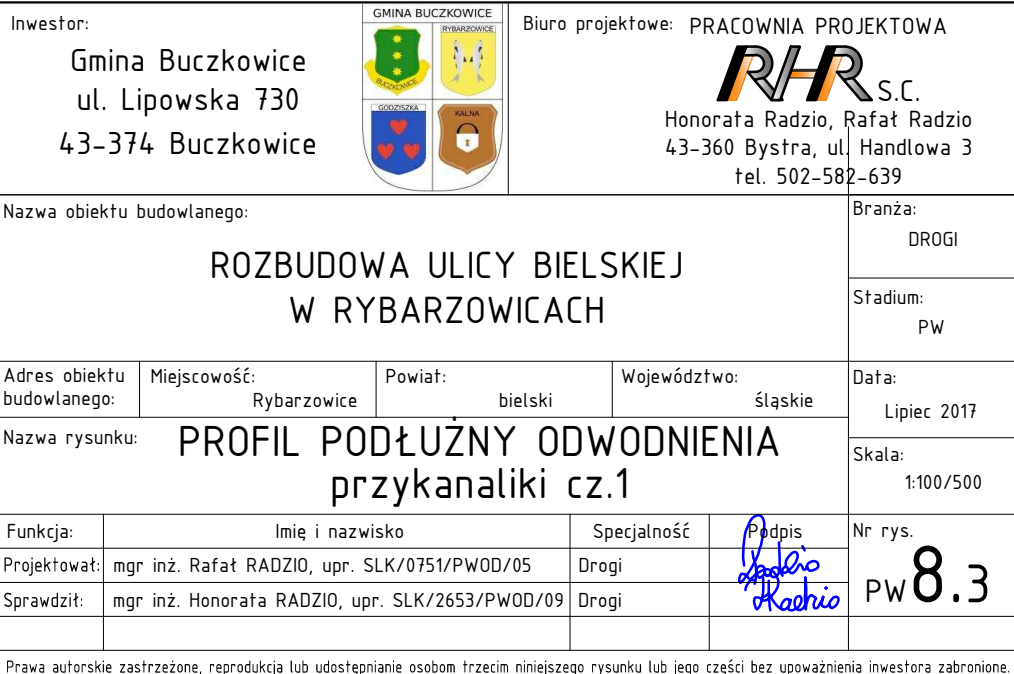 Inwestor:
Gmina Buczkowice
ul. Lipowska 730
43-374 Buczkowice
GMINA BUCZKOWICE
BUCZKOWICE
RYBARZOWICE
GODZISZKA
KALNA
Biuro projektowe: PRACOWNIA PROJEKTOWA
RHR S.C.
Honorata Radzio, Rafał Radzio
43-360 Bystra, ul. Handlowa 3
tel. 502-582-639
Nazwa obiektu budowlanego:
ROZBUDOWA ULICY BIELSKIEJ
W RYBARZOWICACH
Branża:
DROGI
Stadium:
PW
Adres obiektu
budowlanego:
Miejscowość:
Rybarzowice
Powiat:
bielski
Województwo:
śląskie
Data:
Lipiec 2017
Nazwa rysunku:
PROFIL PODŁUŻNY ODWODNIENIA
przykanaliki cz.1
Skala:
1:100/500
Funkcja:
Imię i nazwisko
Specjalność
Podpis
Nr rys.
PW8.3
Projektował:
mgr inż. Rafał RADZIO, upr. SLK/0751/PWOD/05
Drogi
Radzio
Sprawdził:
mgr inż. Honorata RADZIO, upr. SLK/2653/PWOD/09
Drogi
HRadzio
Prawa autorskie zastrzeżone, reprodukcja lub udostępnianie osobom trzecim niniejszego rysunku lub jego części bez upoważnienia inwestora zabronione.